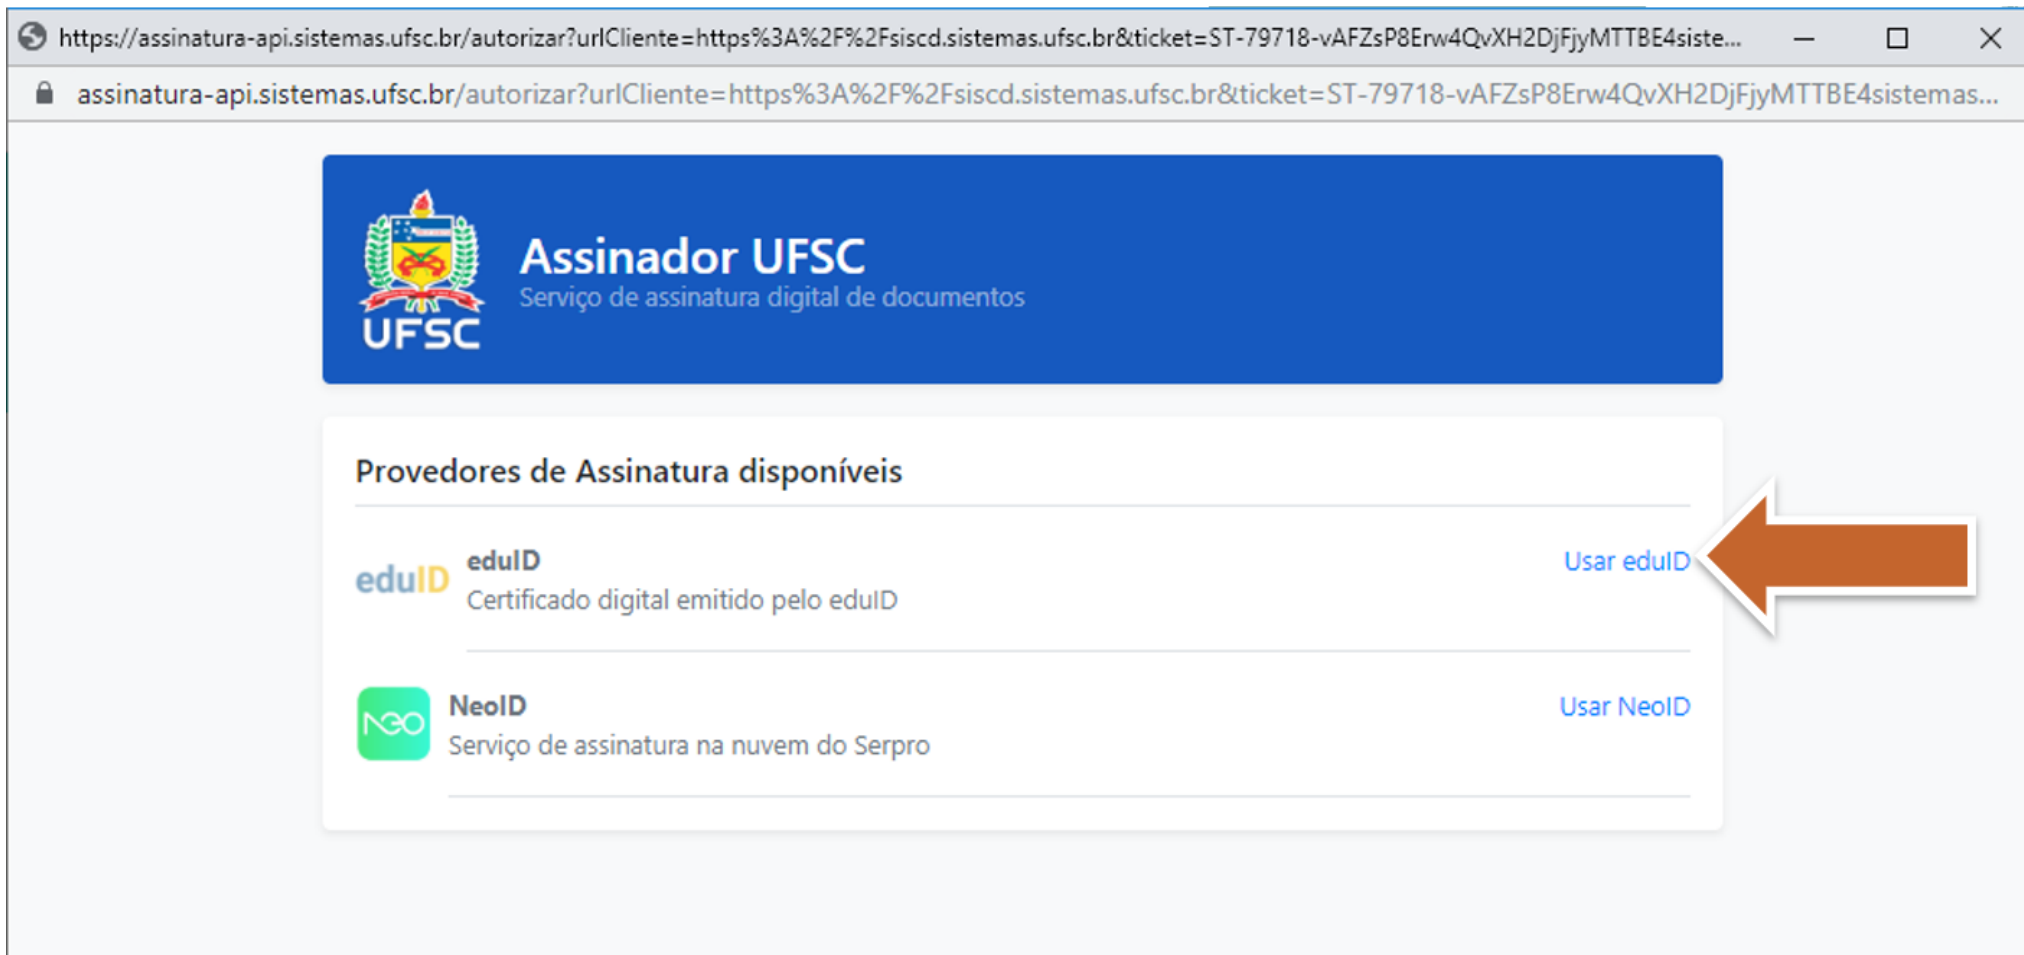 https://assinatura-api.sistemas.ufsc.br/autorizar?urlCliente=https%3A%2F%2Fsiscd.sistemas.ufsc.br&ticket=ST-79718-vAFZsP8Erw4QvXH2DjFjyMTTBE4siste...
assinatura-api.sistemas.ufsc.br/autorizar?urlCliente=https%3A%2F%2Fsiscd.sistemas.ufsc.br&ticket=ST-79718-vAFZsP8Erw4QvXH2DjFjyMTTBE4sistemas...
UFSC
Assinador UFSC
Serviço de assinatura digital de documentos
Provedores de Assinatura disponíveis
eduID
eduID
Usar eduID
Certificado digital emitido pelo eduID
NEO
NeoID
Usar NeoID
Serviço de assinatura na nuvem do Serpro